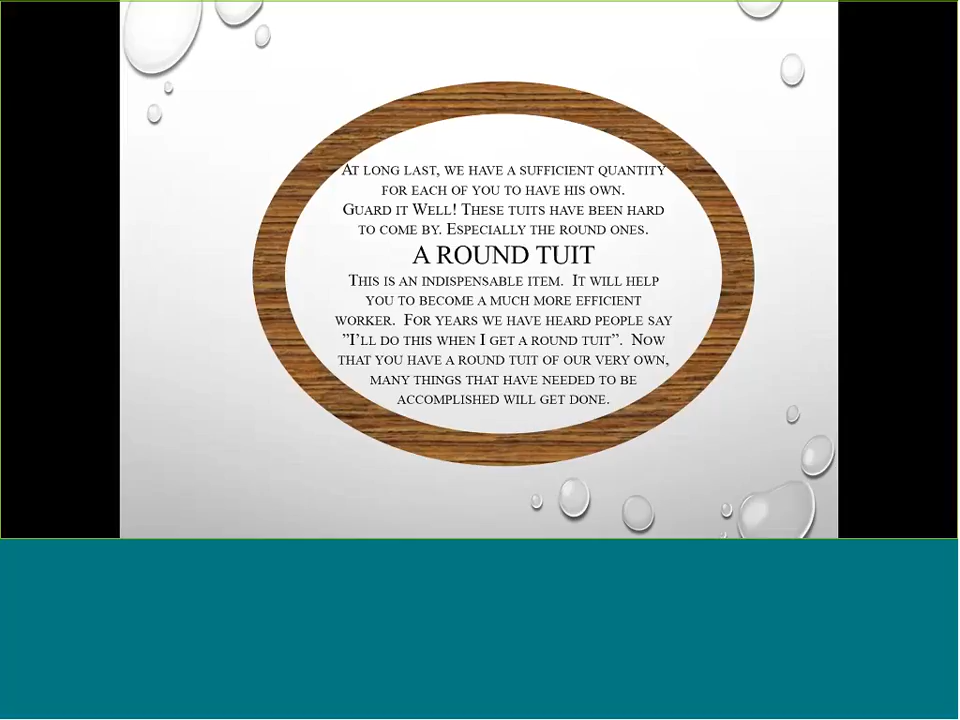 At long last, we have a sufficient quantity
for each of you to have his own.
Guard it Well! These tuits have been hard
to come by. Especially the round ones.
A ROUND TUIT
This is an indispensable item.  It will help
you to become a much more efficient
worker.  For years we have heard people say
”I’ll do this when I get a round tuit”.  Now
that you have a round tuit of our very own,
many things that have needed to be
accomplished will get done.